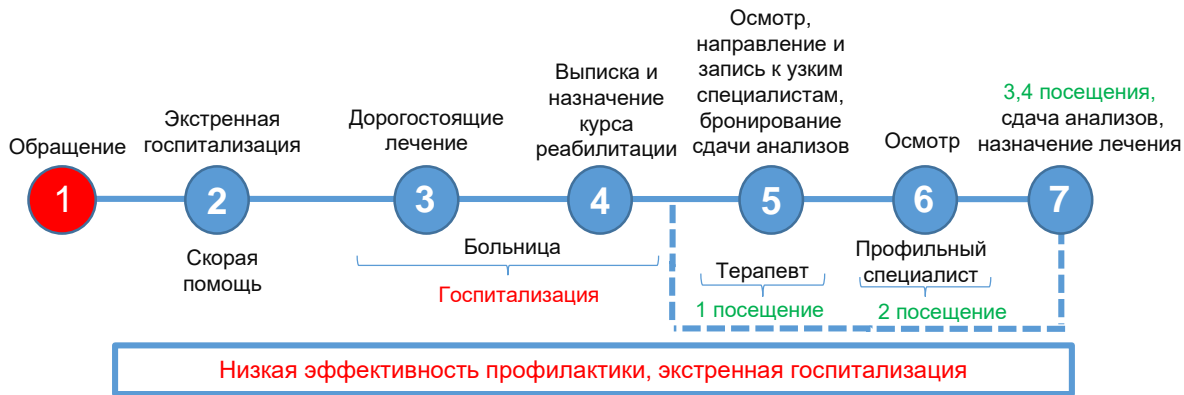 Обращение
1
Экстренная
госпитализация
2
Скорая
помощь
Дорогостоящие
лечение
3
Выписка и
назначение
курса
реабилитации
4
Больница
Госпитализация
Осмотр,
направление и
запись к узким
специалистам,
бронирование
сдачи анализов
5
Терапевт
1 посещение
Осмотр
6
Профильный
специалист
2 посещение
3,4 посещения,
сдача анализов,
назначение лечения
7
Низкая эффективность профилактики, экстренная госпитализация